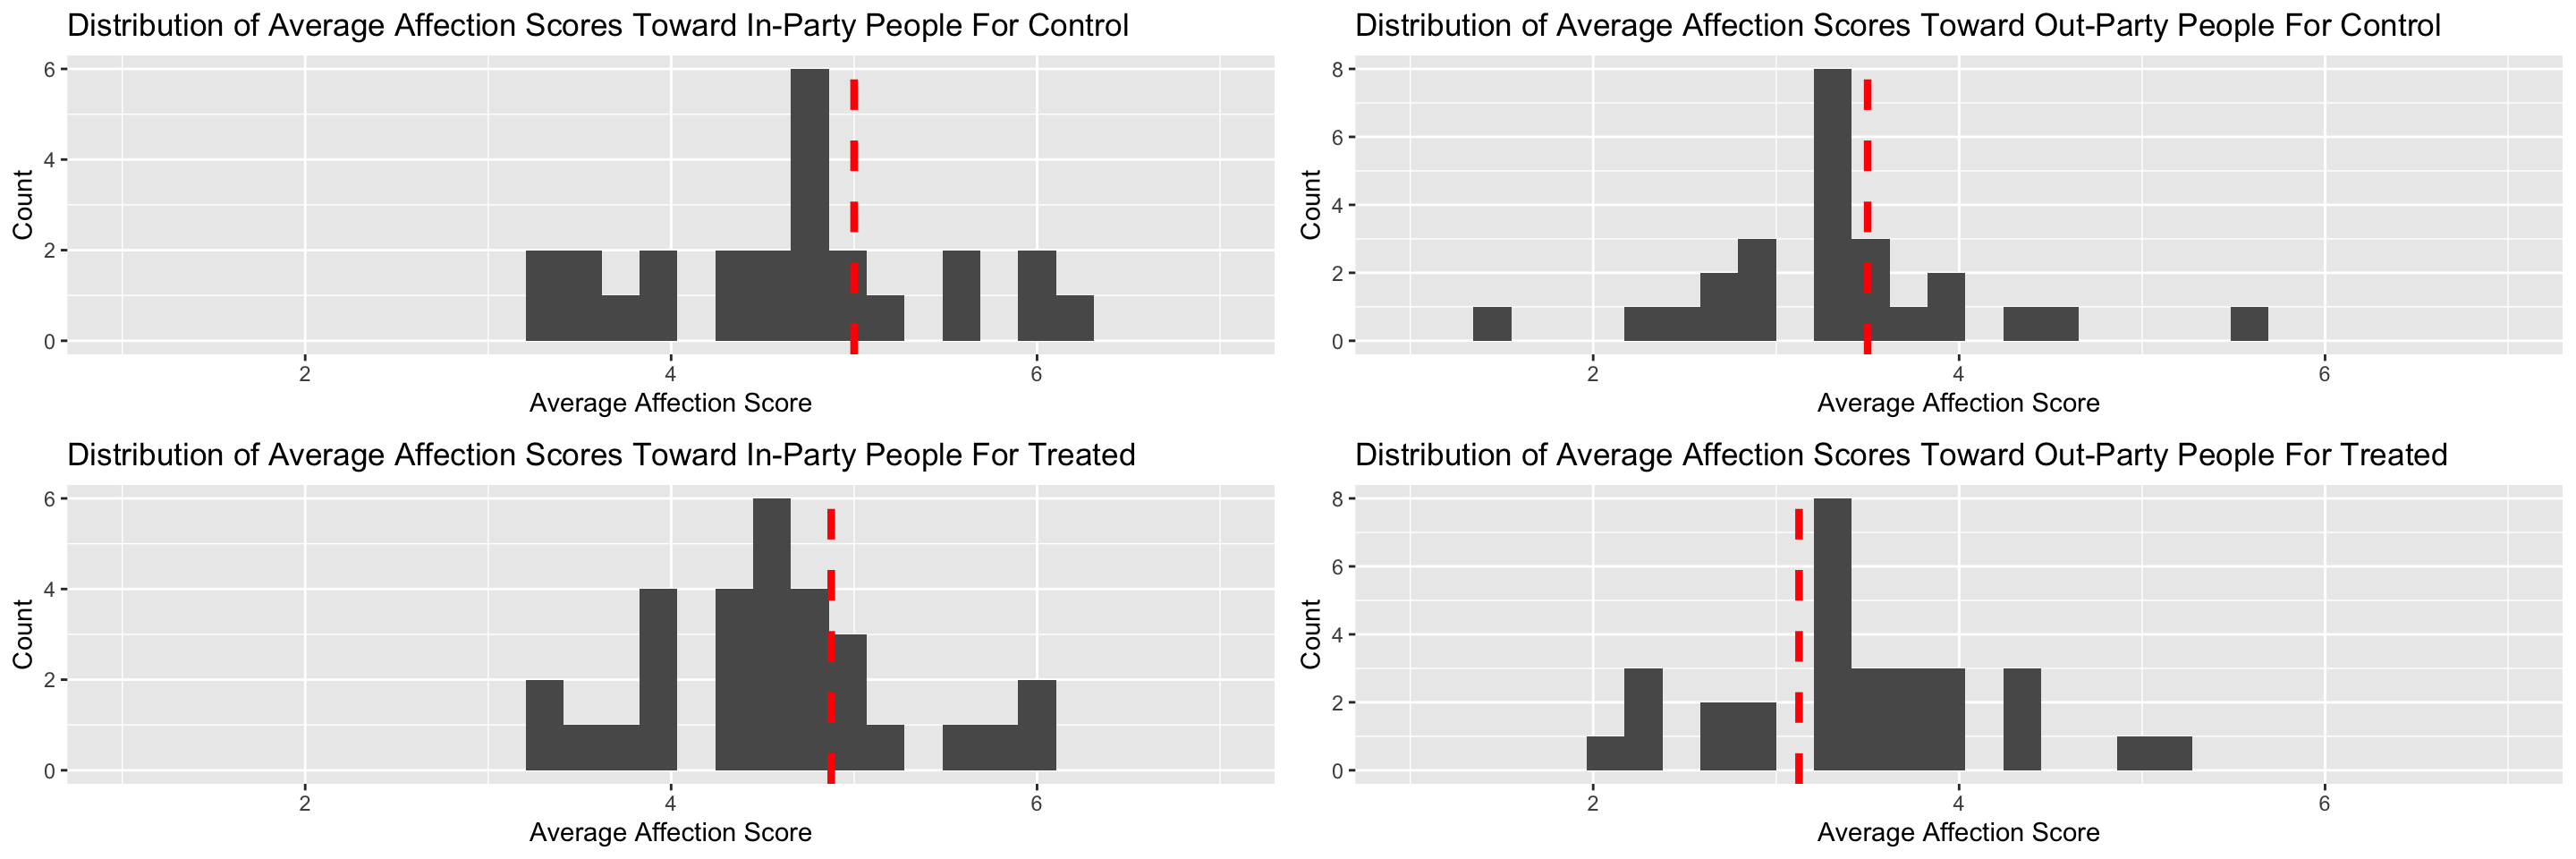 Distribution of Average Affection Scores Toward In-Party People For Control
6
4
2
0
Count
2 4 6
Average Affection Score
Distribution of Average Affection Scores Toward Out-Party People For Control
8
6
4
2
0
Count
2 4 6
Average Affection Score
Distribution of Average Affection Scores Toward In-Party People For Treated
6
4
2
0
Count
2 4 6
Average Affection Score
Distribution of Average Affection Scores Toward Out-Party People For Treated
8
6
4
2
0
Count
2 4 6
Average Affection Score